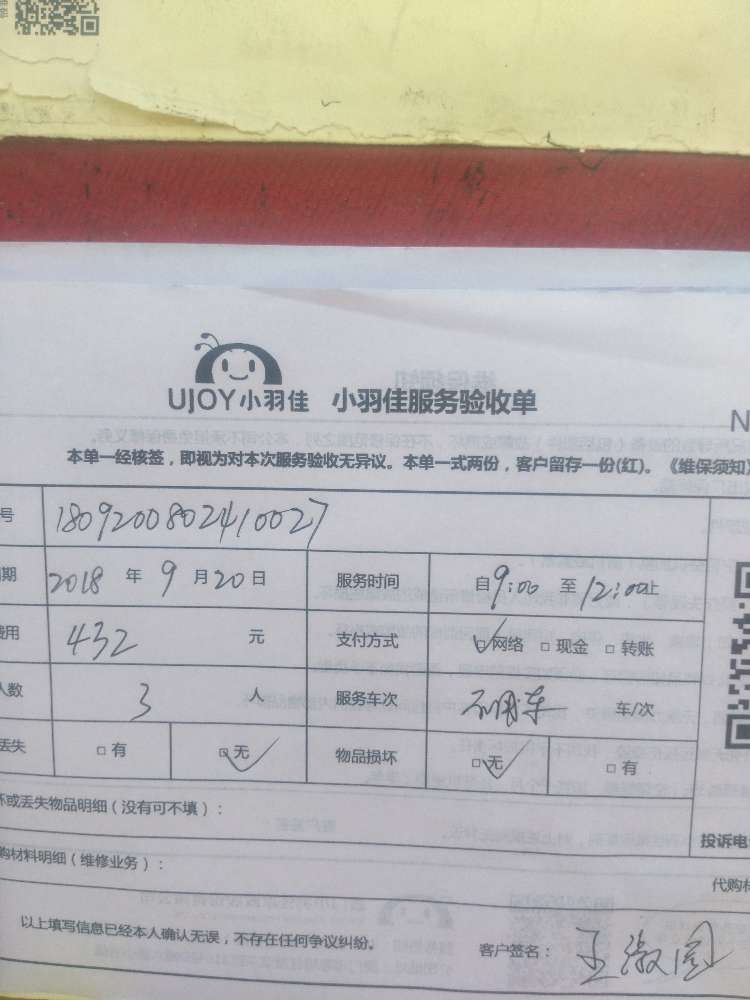 UJOY小羽佳 小羽佳服务验收单
N
本单一经核签，即视为对本次服务验收无异议。本单一式两份，客户留存一份(红)。《维保须知》
号 1809200802410027
期 2018 年 9 月 20 日 服务时间 自 9:00 至 12:00 止
费用 432 元 支付方式 网络 现金 转账
人数 3 人 服务车次 不用车 车/次
丢失 有 无 物品损坏 无 有
坏或丢失物品明细（没有可不填）：
投诉电
购材料明细（维修业务）：
代购材
以上填写信息已经本人确认无误，不存在任何争议纠纷。 客户签名：